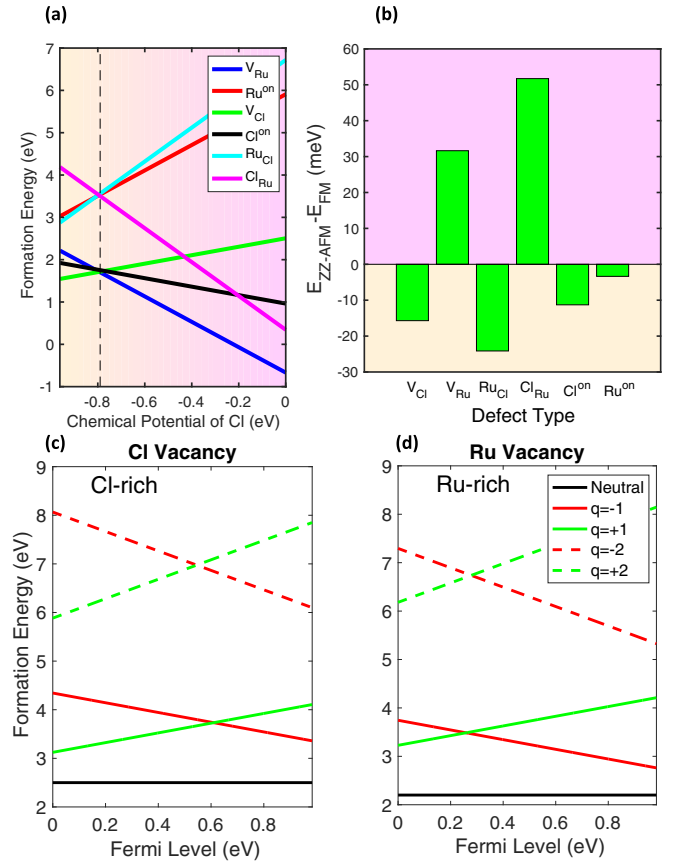 (a)
7
6
5
4
3
2
1
0
-1
Formation Energy (eV)
V_Ru
Ru^on
V_Cl
Cl^on
Ru_Cl
Cl_Ru
-0.8 -0.6 -0.4 -0.2 0
Chemical Potential of Cl (eV)
(b)
60
50
40
30
20
10
0
-10
-20
-30
E_ZZ-AFM-E_FM (meV)
V_Cl V_Ru Ru_Cl Cl_Ru Cl^on Ru^on
Defect Type
(c)
Cl Vacancy
Cl-rich
9
8
7
6
5
4
3
2
Formation Energy (eV)
0 0.2 0.4 0.6 0.8
Fermi Level (eV)
(d)
Ru Vacancy
Ru-rich
Neutral
q=-1
q=+1
q=-2
q=+2
9
8
7
6
5
4
3
2
0 0.2 0.4 0.6 0.8
Fermi Level (eV)